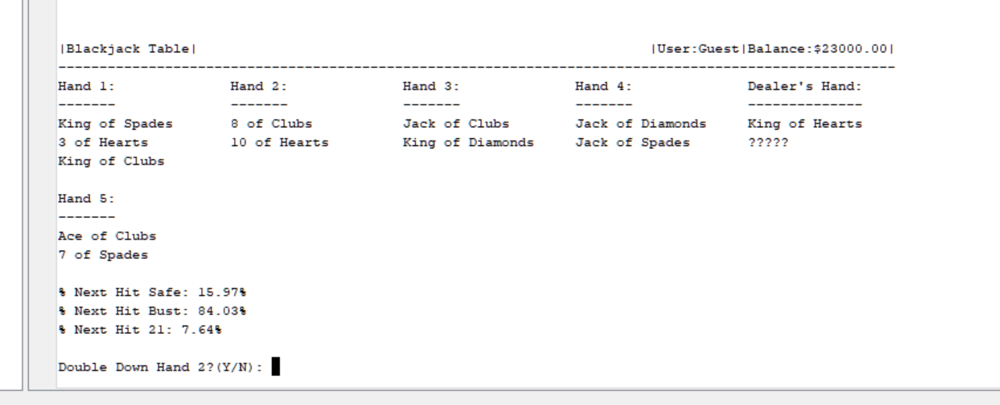 |Blackjack Table| |User:Guest|Balance:$23000.00|
-------------------------------------------------------------------------------------------------------
Hand 1: Hand 2: Hand 3: Hand 4: Dealer's Hand:
------- ------- ------- ------- --------------
King of Spades 8 of Clubs Jack of Clubs Jack of Diamonds King of Hearts
3 of Hearts 10 of Hearts King of Diamonds Jack of Spades ?????
King of Clubs
Hand 5:
-------
Ace of Clubs
7 of Spades
% Next Hit Safe: 15.97%
% Next Hit Bust: 84.03%
% Next Hit 21: 7.64%
Double Down Hand 2?(Y/N):